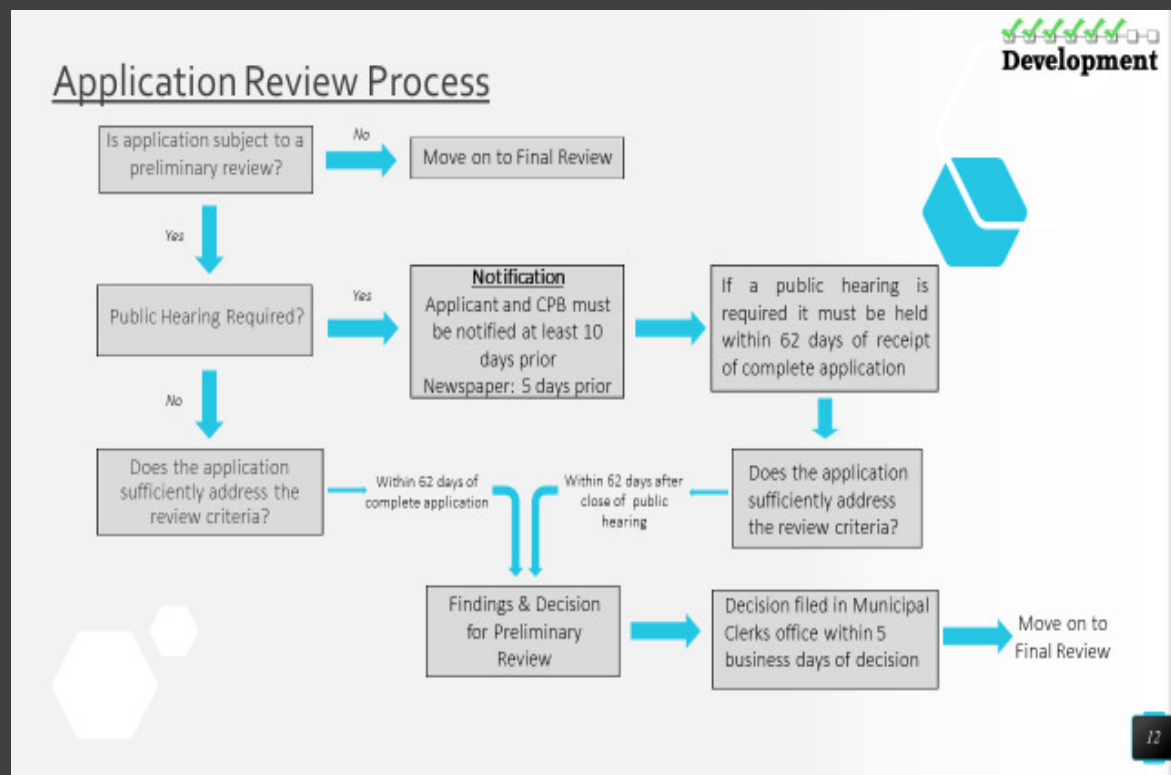 Development
Application Review Process
Is application subject to a
preliminary review?
No
Move on to Final Review
Yes
Public Hearing Required?
Yes
Notification
Applicant and CPB must
be notified at least 10
days prior
Newspaper: 5 days prior
If a public hearing is
required it must be held
within 62 days of receipt
of complete application
No
Does the application
sufficiently address the
review criteria?
Within 62 days of
complete application
Within 62 days after
close of public
hearing
Does the application
sufficiently address
the review criteria?
Findings & Decision
for Preliminary
Review
Decision filed in Municipal
Clerks office within 5
business days of decision
Move on to
Final Review
12